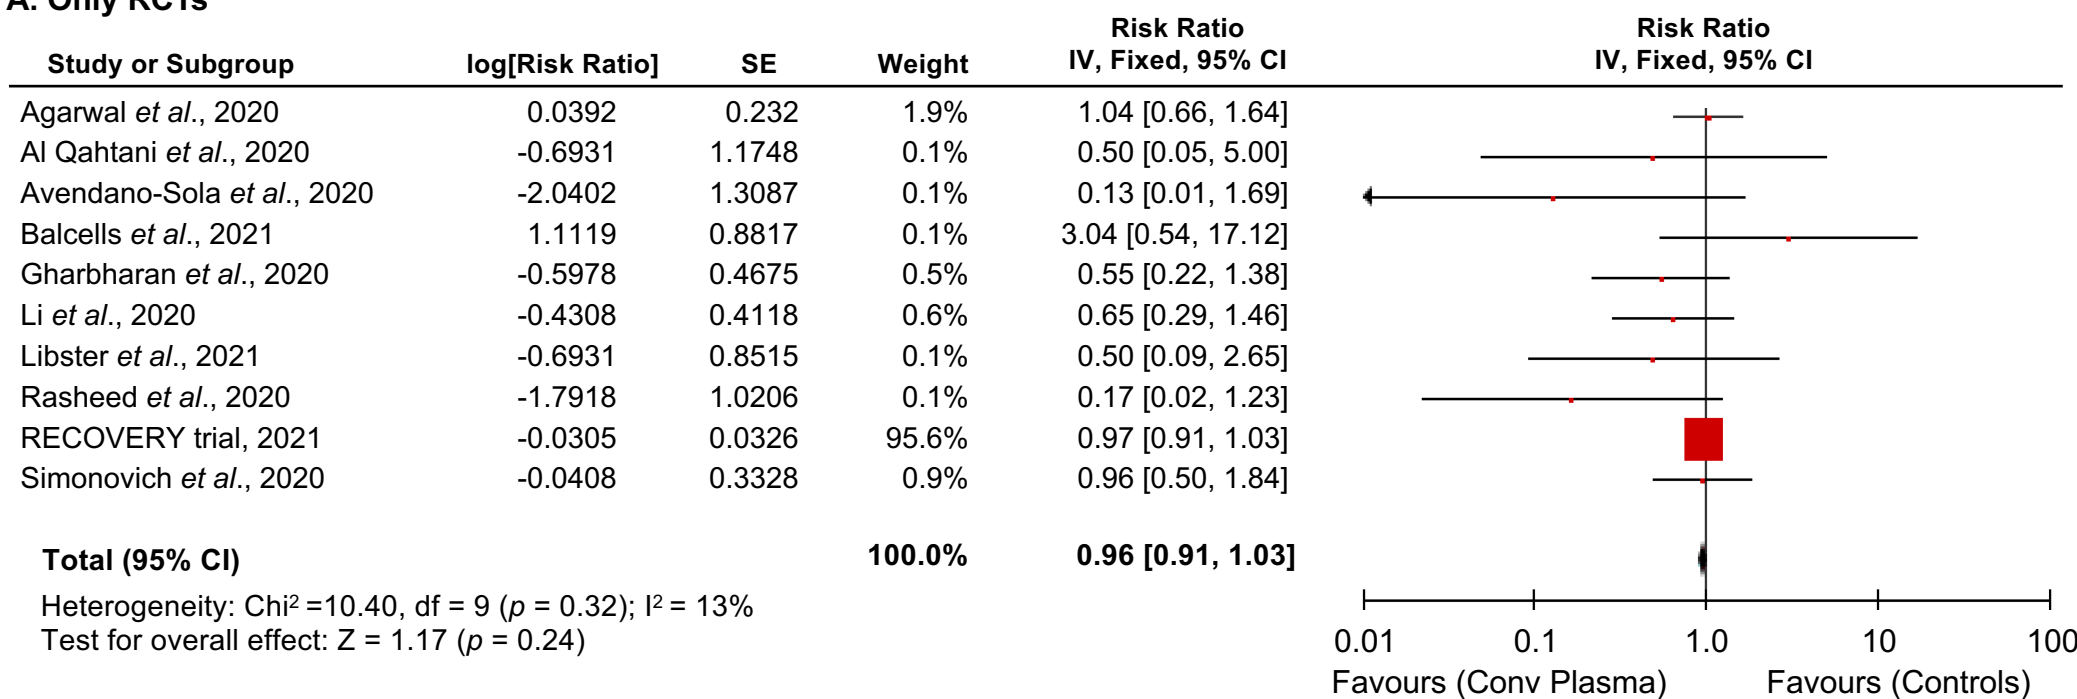 A. Only RCTs
Risk Ratio Risk Ratio
Study or Subgroup log[Risk Ratio] SE Weight IV, Fixed, 95% CI IV, Fixed, 95% CI
Agarwal et al., 2020 0.0392 0.232 1.9% 1.04 [0.66, 1.64]
Al Qahtani et al., 2020 -0.6931 1.1748 0.1% 0.50 [0.05, 5.00]
Avendano-Sola et al., 2020 -2.0402 1.3087 0.1% 0.13 [0.01, 1.69]
Balcells et al., 2021 1.1119 0.8817 0.1% 3.04 [0.54, 17.12]
Gharbharan et al., 2020 -0.5978 0.4675 0.5% 0.55 [0.22, 1.38]
Li et al., 2020 -0.4308 0.4118 0.6% 0.65 [0.29, 1.46]
Libster et al., 2021 -0.6931 0.8515 0.1% 0.50 [0.09, 2.65]
Rasheed et al., 2020 -1.7918 1.0206 0.1% 0.17 [0.02, 1.23]
RECOVERY trial, 2021 -0.0305 0.0326 95.6% 0.97 [0.91, 1.03]
Simonovich et al., 2020 -0.0408 0.3328 0.9% 0.96 [0.50, 1.84]
Total (95% CI) 100.0% 0.96 [0.91, 1.03]
Heterogeneity: Chi² =10.40, df = 9 (p = 0.32); I² = 13%
Test for overall effect: Z = 1.17 (p = 0.24)
0.01 0.1 1.0 10 100
Favours (Conv Plasma) Favours (Controls)